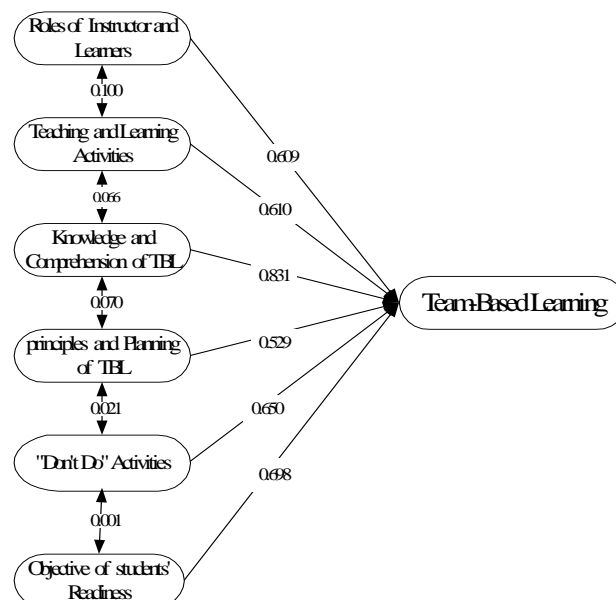 Roles of Instructor and
Learners
0.100
Teaching and Learning
Activities
0.609
0.066
0.610
Knowledge and
Comprehension of TBL
0.831
Team-Based Learning
0.070
principles and Planning
of TBL
0.529
0.021
0.650
"Don't Do" Activities
0.698
0.001
Objective of students'
Readiness